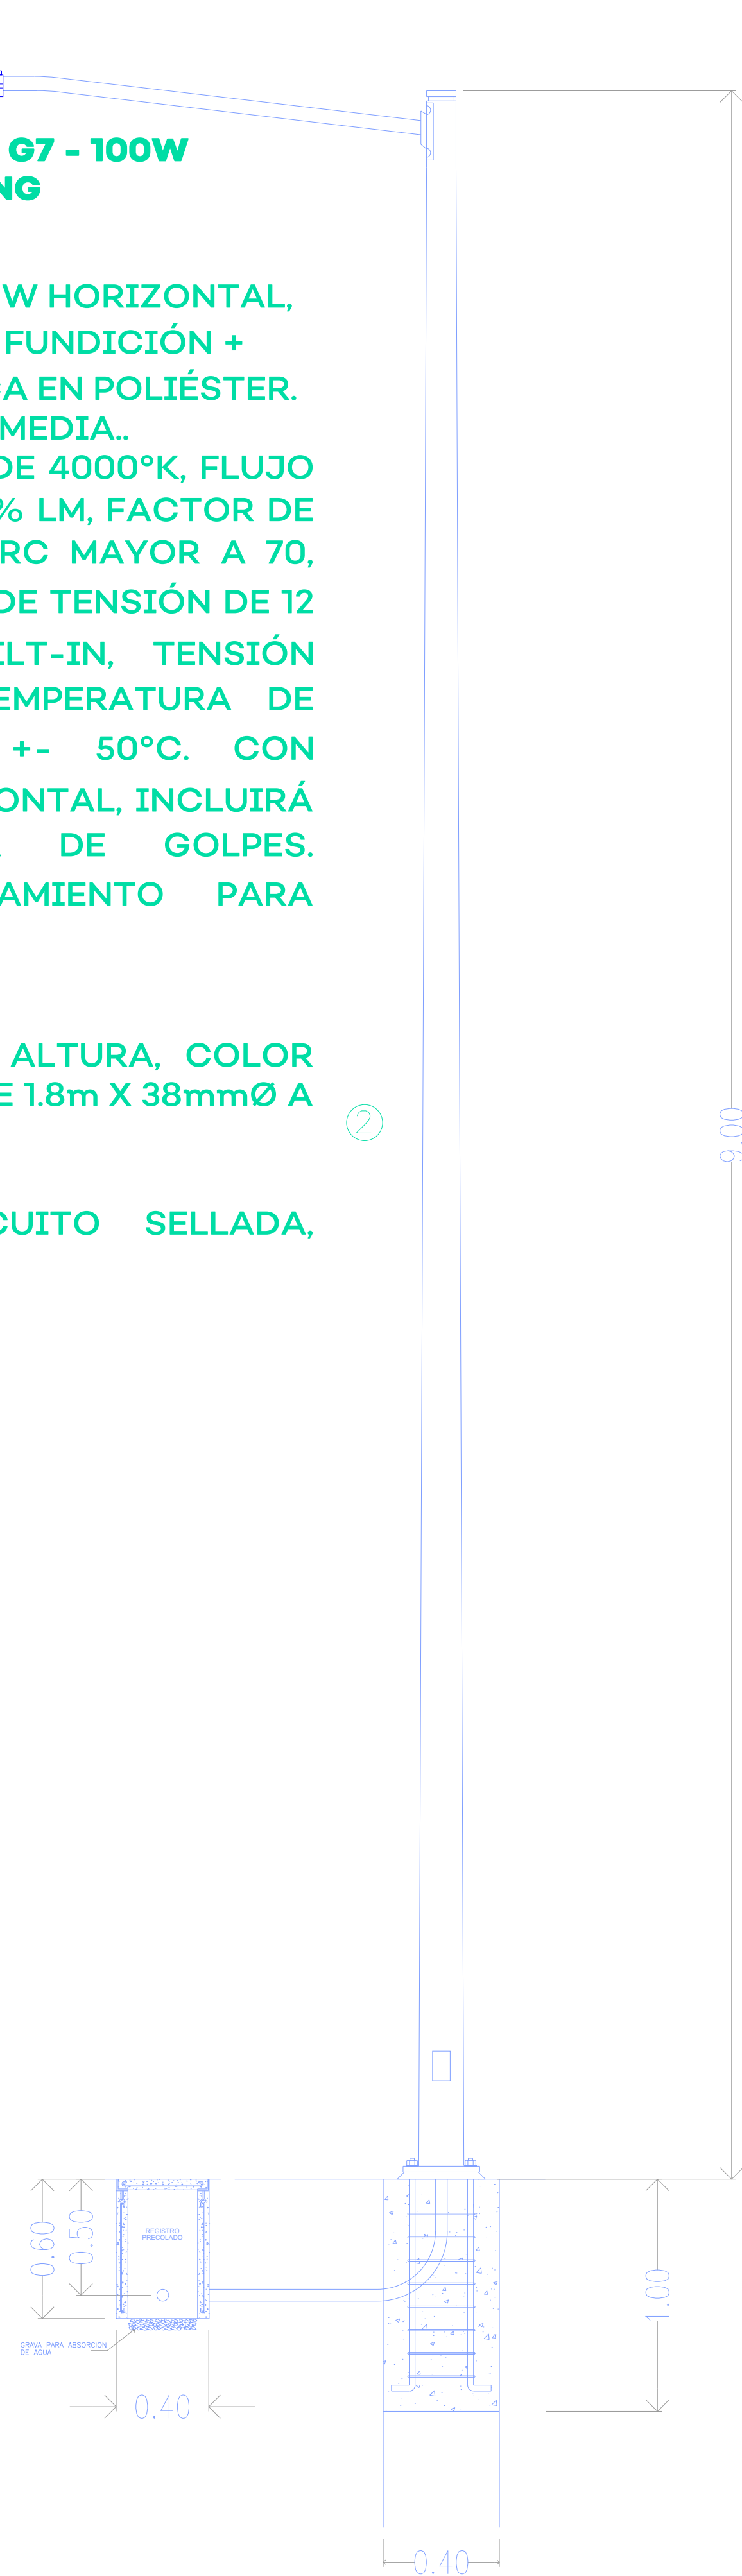 G7 - 100W
NG
W HORIZONTAL,
FUNDICIÓN +
CA EN POLIÉSTER.
MEDIA..
DE 4000°K, FLUJO
% LM, FACTOR DE
RC MAYOR A 70,
DE TENSIÓN DE 12
ILT-IN, TENSIÓN
EMPERATURA DE
+- 50°C. CON
ONTAL, INCLUIRÁ
DE GOLPES.
AMIENTO PARA
ALTURA, COLOR
E 1.8m X 38mmØ A
2
9.00
CUITO SELLADA,
REGISTRO
PRECOLADO
0.60
0.50
1.00
GRAVA PARA ABSORCION
DE AGUA
0.40
0.40